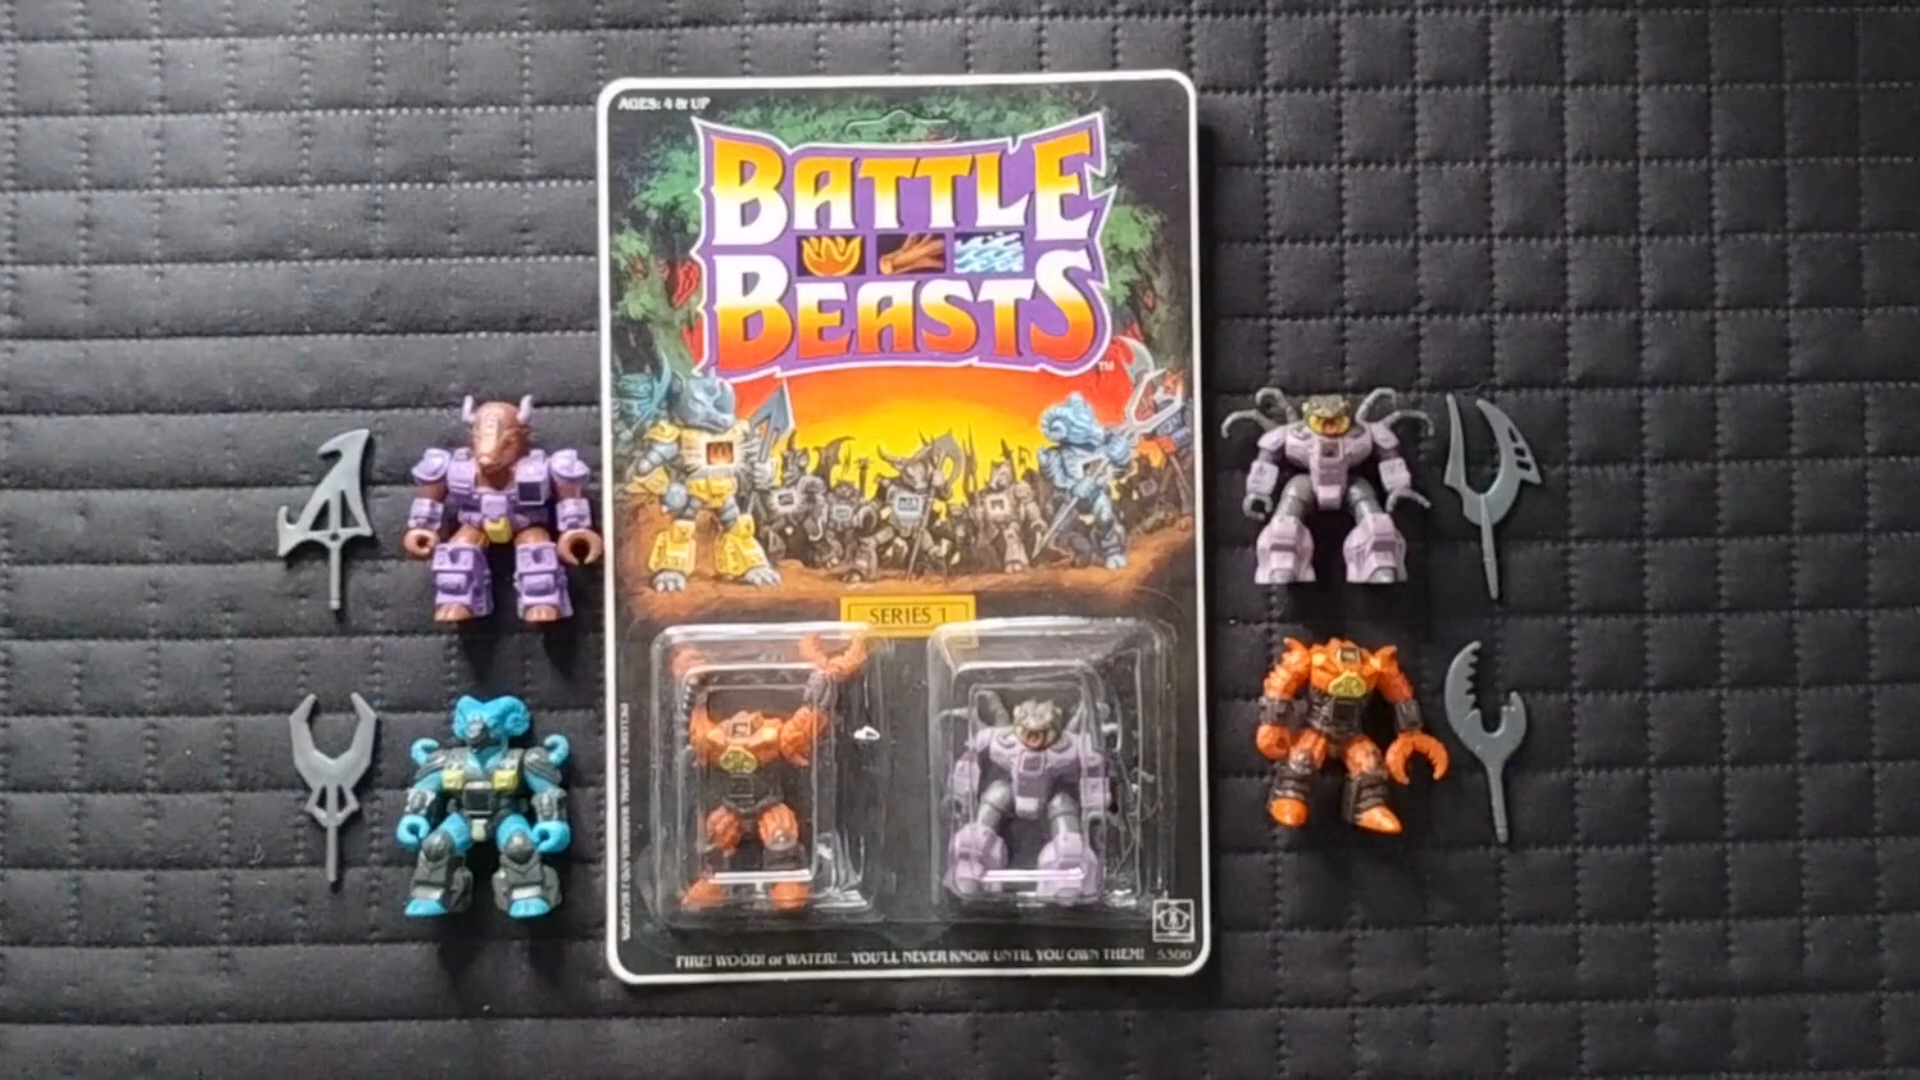 AGES: 4 & UP
BATTLE
BEASTS
TM
SERIES 1
FIRE! WOOD! or WATER!... YOU'LL NEVER KNOW UNTIL YOU OWN THEM! 5300